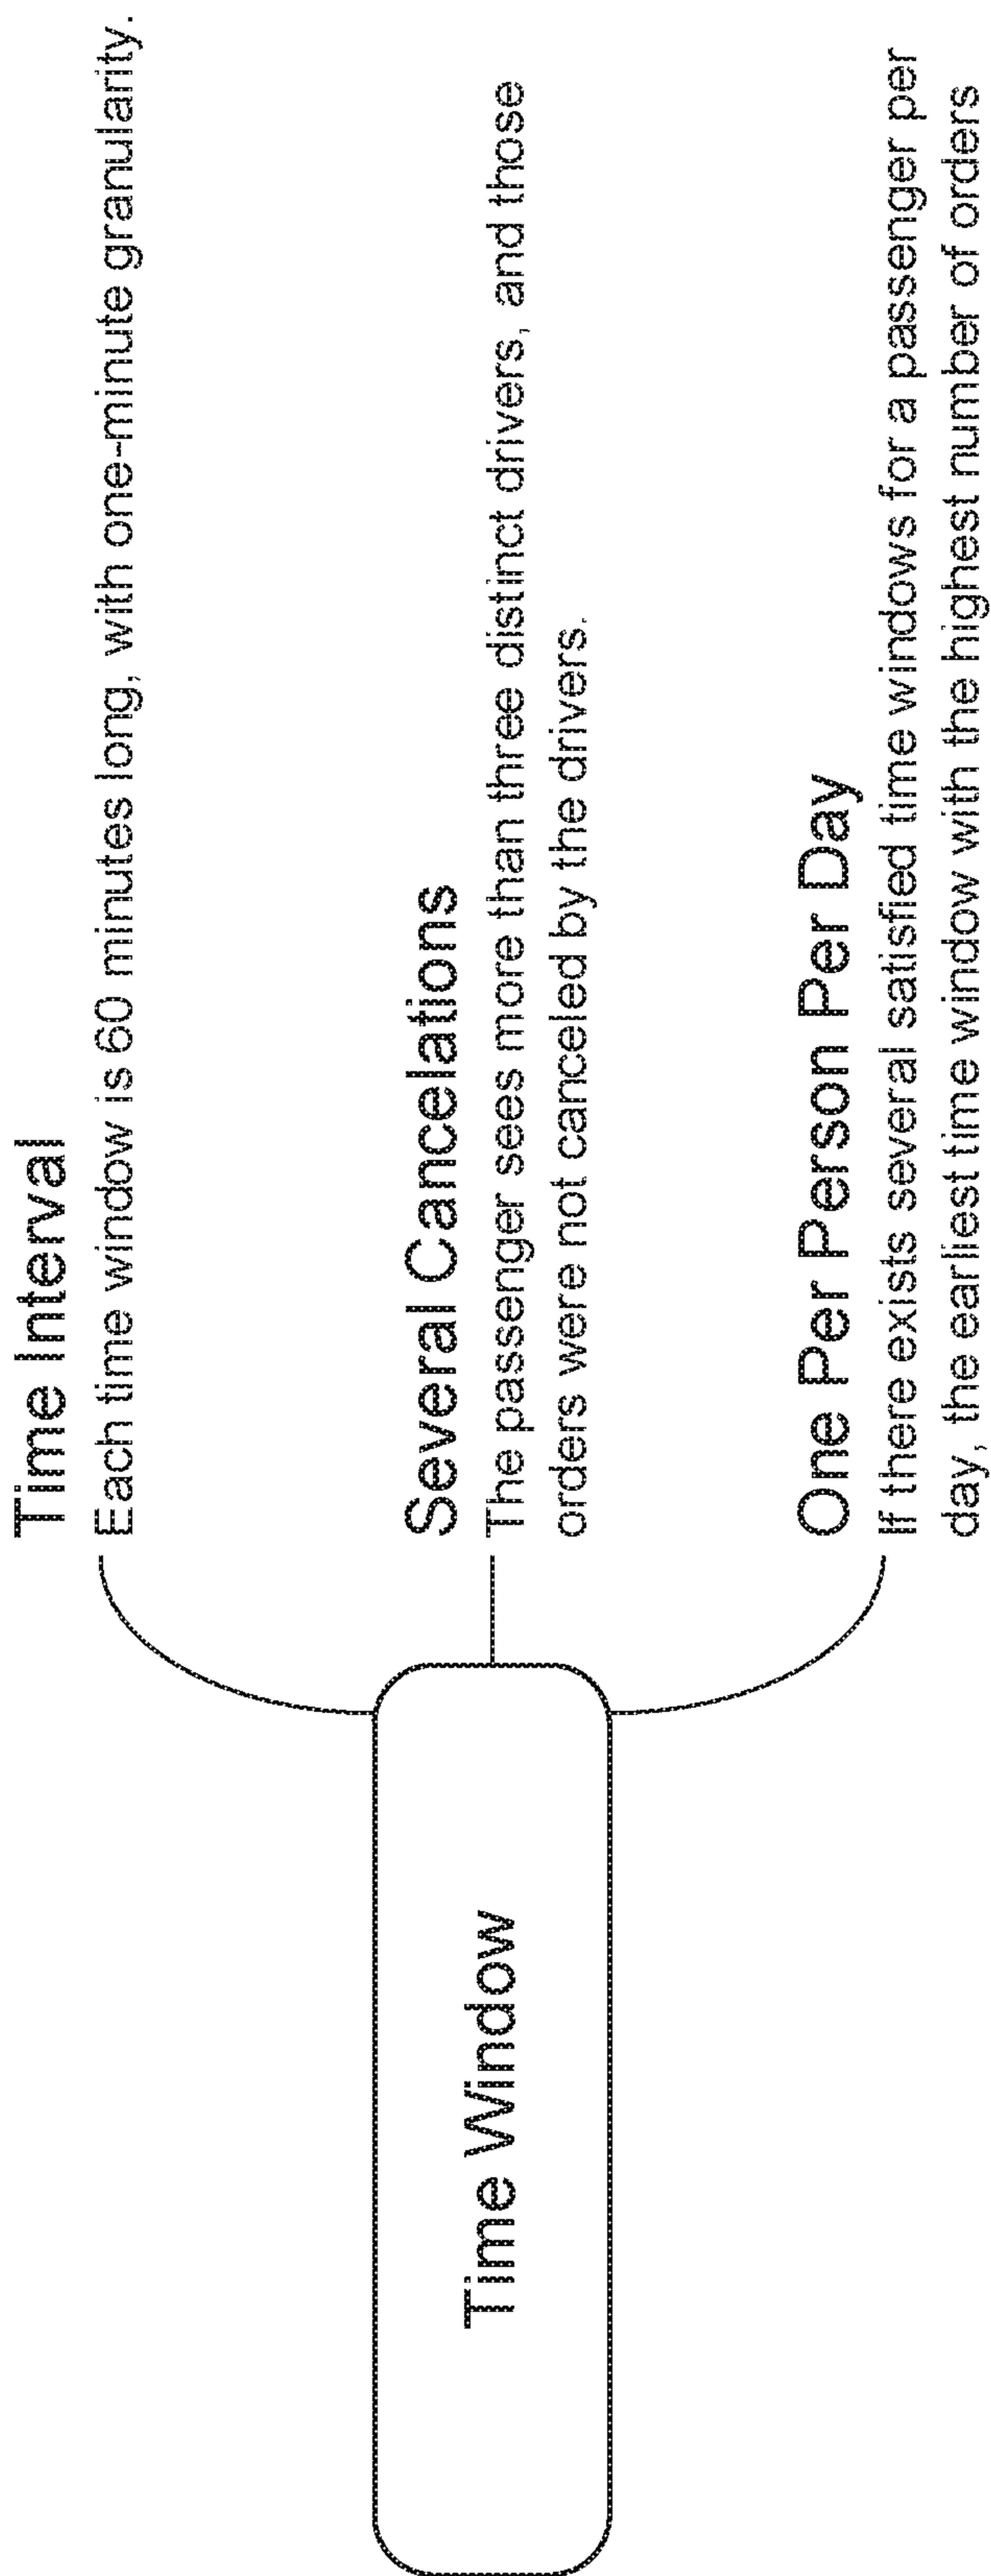 Time Window
Time Interval
Each time window is 60 minutes long, with one-minute granularity.
Several Cancelations
The passenger sees more than three distinct drivers, and those
orders were not canceled by the drivers.
One Per Person Per Day
If there exists several satisfied time windows for a passenger per
day, the earliest time window with the highest number of orders